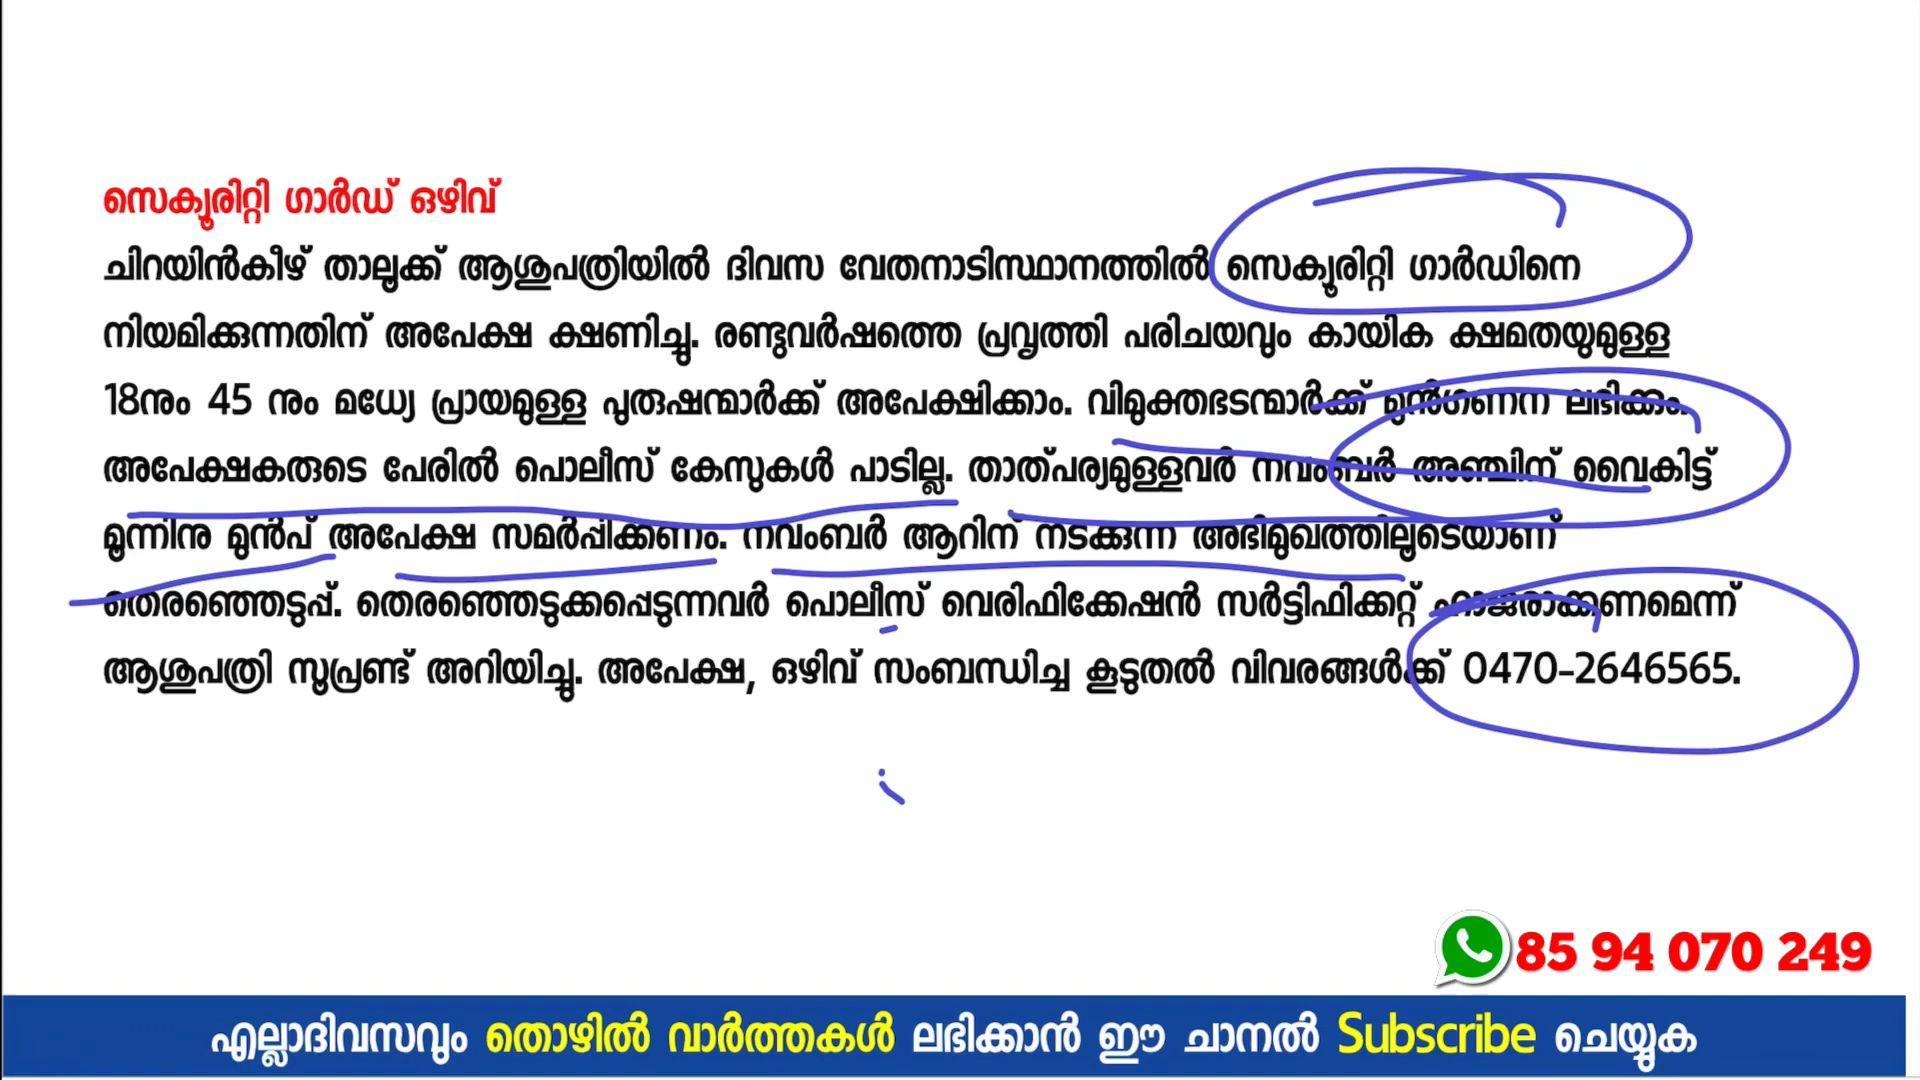 സെക്യൂരിറ്റി ഗാർഡ് ഒഴിവ്
ചിറയിൻകീഴ് താലൂക്ക് ആശുപത്രിയിൽ ദിവസ വേതനാടിസ്ഥാനത്തിൽ സെക്യൂരിറ്റി ഗാർഡിനെ
നിയമിക്കുന്നതിന് അപേക്ഷ ക്ഷണിച്ചു. രണ്ടുവർഷത്തെ പ്രവൃത്തി പരിചയവും കായിക ക്ഷമതയുമുള്ള
18നും 45 നും മധ്യേ പ്രായമുള്ള പുരുഷന്മാർക്ക് അപേക്ഷിക്കാം. വിമുക്തഭടന്മാർക്ക് മുൻഗണന ലഭിക്കും.
അപേക്ഷകരുടെ പേരിൽ പൊലീസ് കേസുകൾ പാടില്ല. താത്പര്യമുള്ളവർ നവംബർ അഞ്ചിന് വൈകിട്ട്
മൂന്നിനു മുൻപ് അപേക്ഷ സമർപ്പിക്കണം. നവംബർ ആറിന് നടക്കുന്ന അഭിമുഖത്തിലൂടെയാണ്
തെരഞ്ഞെടുപ്പ്. തെരഞ്ഞെടുക്കപ്പെടുന്നവർ പൊലീസ് വെരിഫിക്കേഷൻ സർട്ടിഫിക്കറ്റ് ഹാജരാക്കണമെന്ന്
ആശുപത്രി സൂപ്രണ്ട് അറിയിച്ചു. അപേക്ഷ, ഒഴിവ് സംബന്ധിച്ച കൂടുതൽ വിവരങ്ങൾക്ക് 0470-2646565.
85 94 070 249
എല്ലാദിവസവും തൊഴിൽ വാർത്തകൾ ലഭിക്കാൻ ഈ ചാനൽ Subscribe ചെയ്യുക